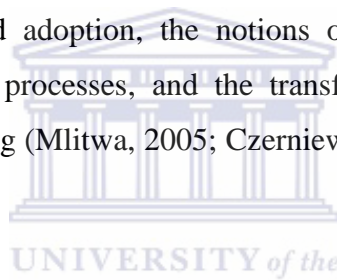 adoption, the notions o
processes, and the transf
g (Mlitwa, 2005; Czerniew
UNIVERSITY of the